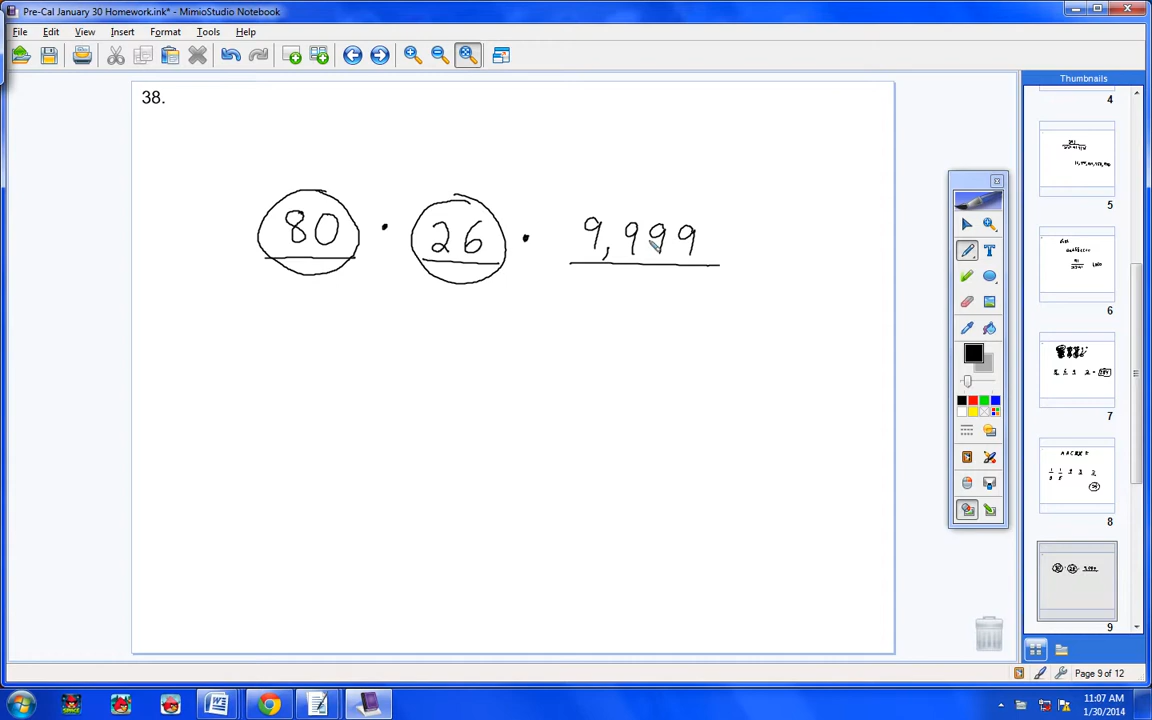 Pre-Cal January 30 Homework.ink* - MimioStudio Notebook
File Edit View Insert Format Tools Help
Thumbnails
38.
80 · 26 · 9,999
4
5
6
7
8
9
Page 9 of 12
11:07 AM
1/30/2014